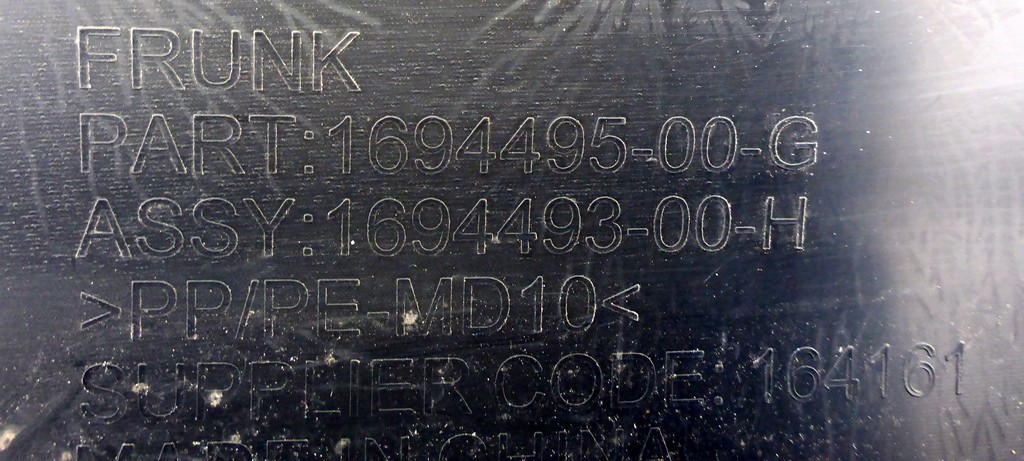 FRUNK
PART:1694495-00-G
ASSY:1694493-00-H
>PP/PE-MD10<
SUPPLIER CODE: 164161
MADE IN CHINA